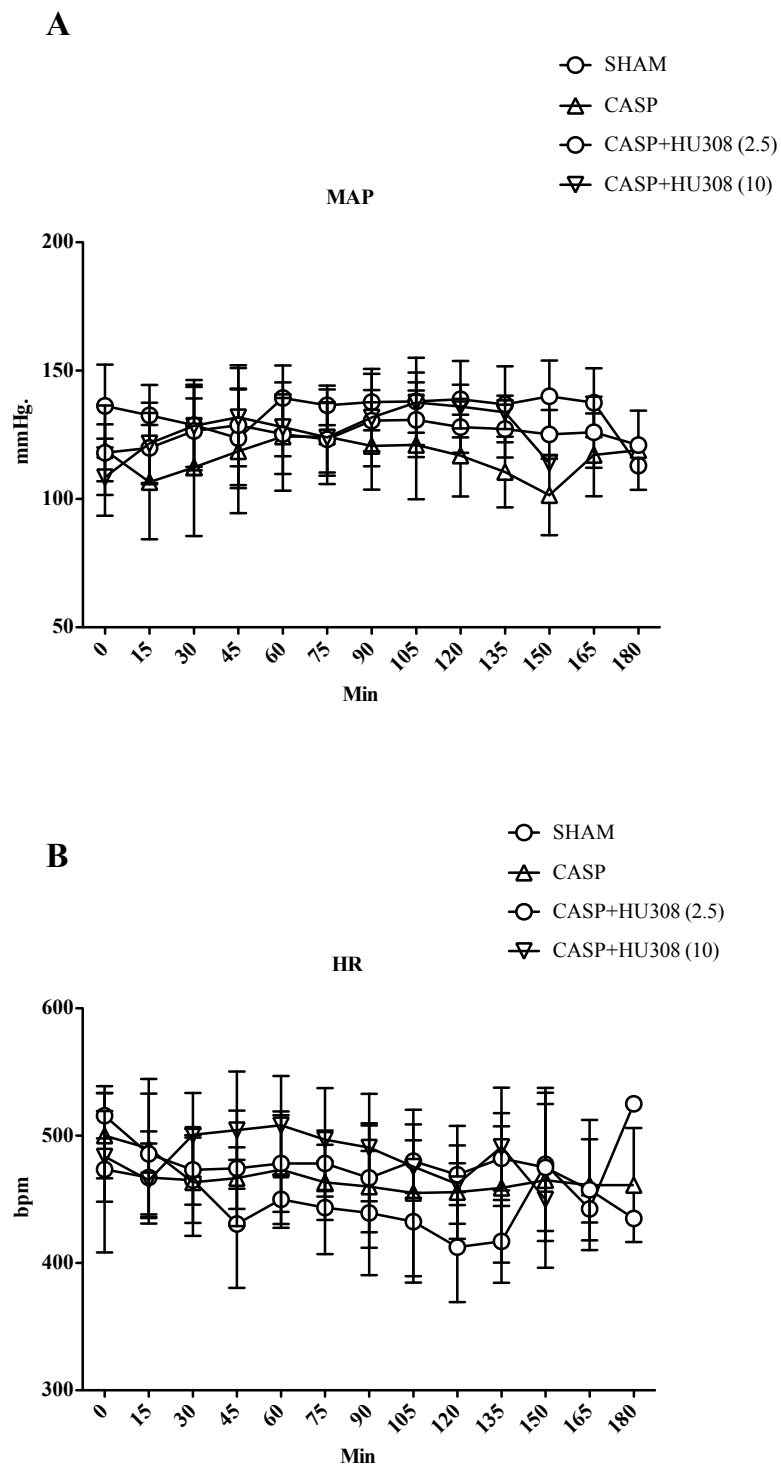 A
SHAM
CASP
CASP+HU308 (2.5)
CASP+HU308 (10)
MAP
200
150
100
50
mmHg.
0 15 30 45 60 75 90 105 120 135 150 165 180
Min
B
SHAM
CASP
CASP+HU308 (2.5)
CASP+HU308 (10)
HR
600
500
400
300
bpm
0 15 30 45 60 75 90 105 120 135 150 165 180
Min